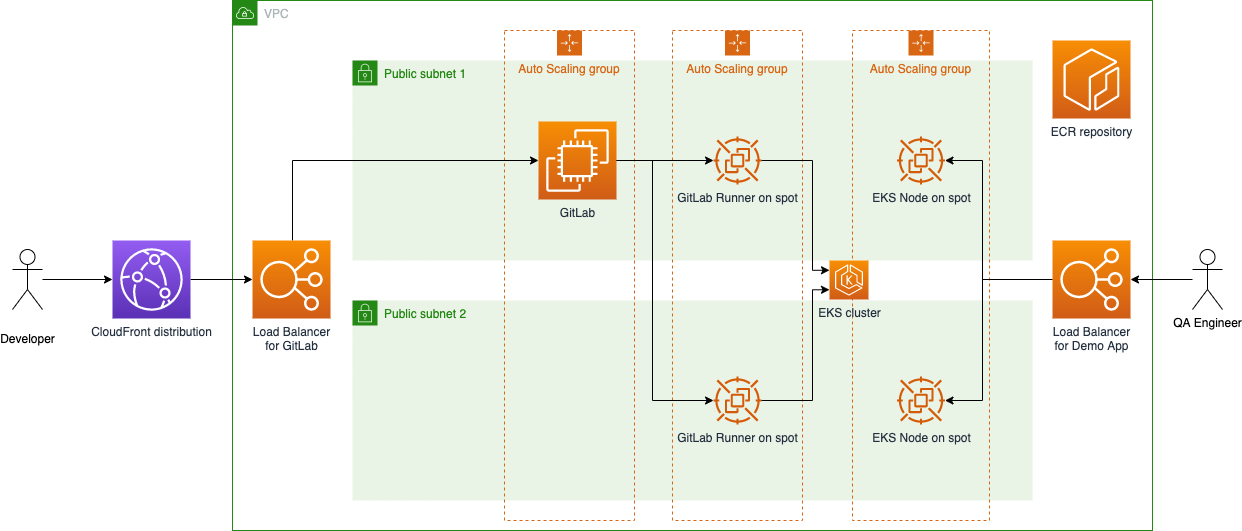 VPC
Auto Scaling group
Auto Scaling group
Auto Scaling group
Public subnet 1
ECR repository
GitLab
GitLab Runner on spot
EKS Node on spot
Developer
CloudFront distribution
Load Balancer
for GitLab
Public subnet 2
K
EKS cluster
Load Balancer
for Demo App
QA Engineer
GitLab Runner on spot
EKS Node on spot